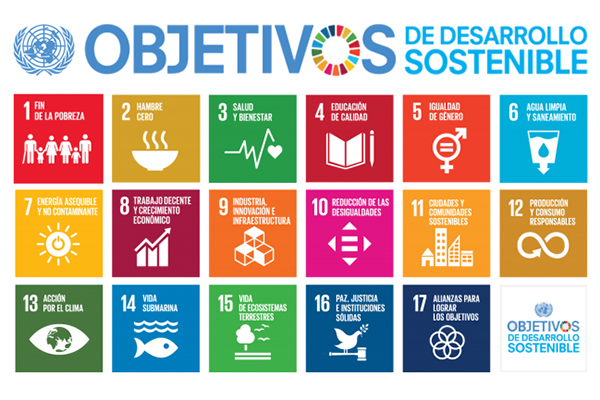 OBJETIVOS DE DESARROLLO
SOSTENIBLE
1 FIN
DE LA POBREZA
2 HAMBRE
CERO
3 SALUD
Y BIENESTAR
4 EDUCACIÓN
DE CALIDAD
5 IGUALDAD
DE GÉNERO
6 AGUA LIMPIA
Y SANEAMIENTO
7 ENERGÍA ASEQUIBLE
Y NO CONTAMINANTE
8 TRABAJO DECENTE
Y CRECIMIENTO
ECONÓMICO
9 INDUSTRIA,
INNOVACIÓN E
INFRAESTRUCTURA
10 REDUCCIÓN DE LAS
DESIGUALDADES
11 CIUDADES Y
COMUNIDADES
SOSTENIBLES
12 PRODUCCIÓN
Y CONSUMO
RESPONSABLES
13 ACCIÓN
POR EL CLIMA
14 VIDA
SUBMARINA
15 VIDA
DE ECOSISTEMAS
TERRESTRES
16 PAZ, JUSTICIA
E INSTITUCIONES
SÓLIDAS
17 ALIANZAS PARA
LOGRAR
LOS OBJETIVOS
OBJETIVOS
DE DESARROLLO
SOSTENIBLE